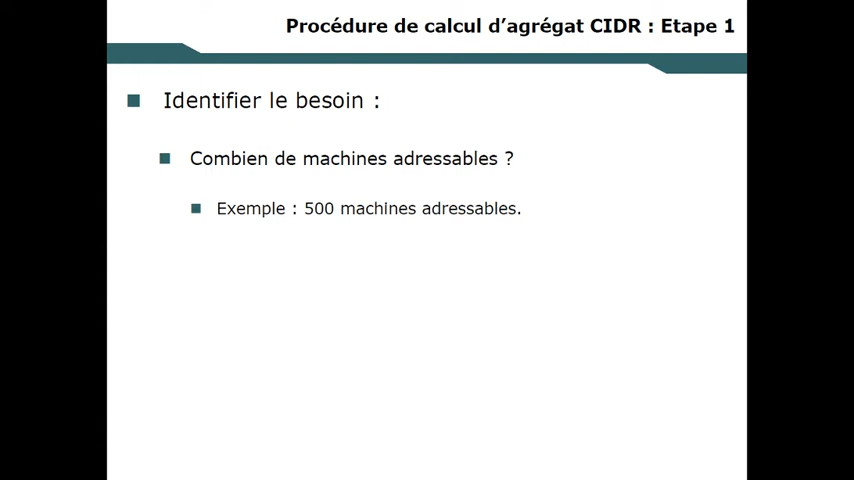 Procédure de calcul d’agrégat CIDR : Etape 1
Identifier le besoin :
Combien de machines adressables ?
Exemple : 500 machines adressables.